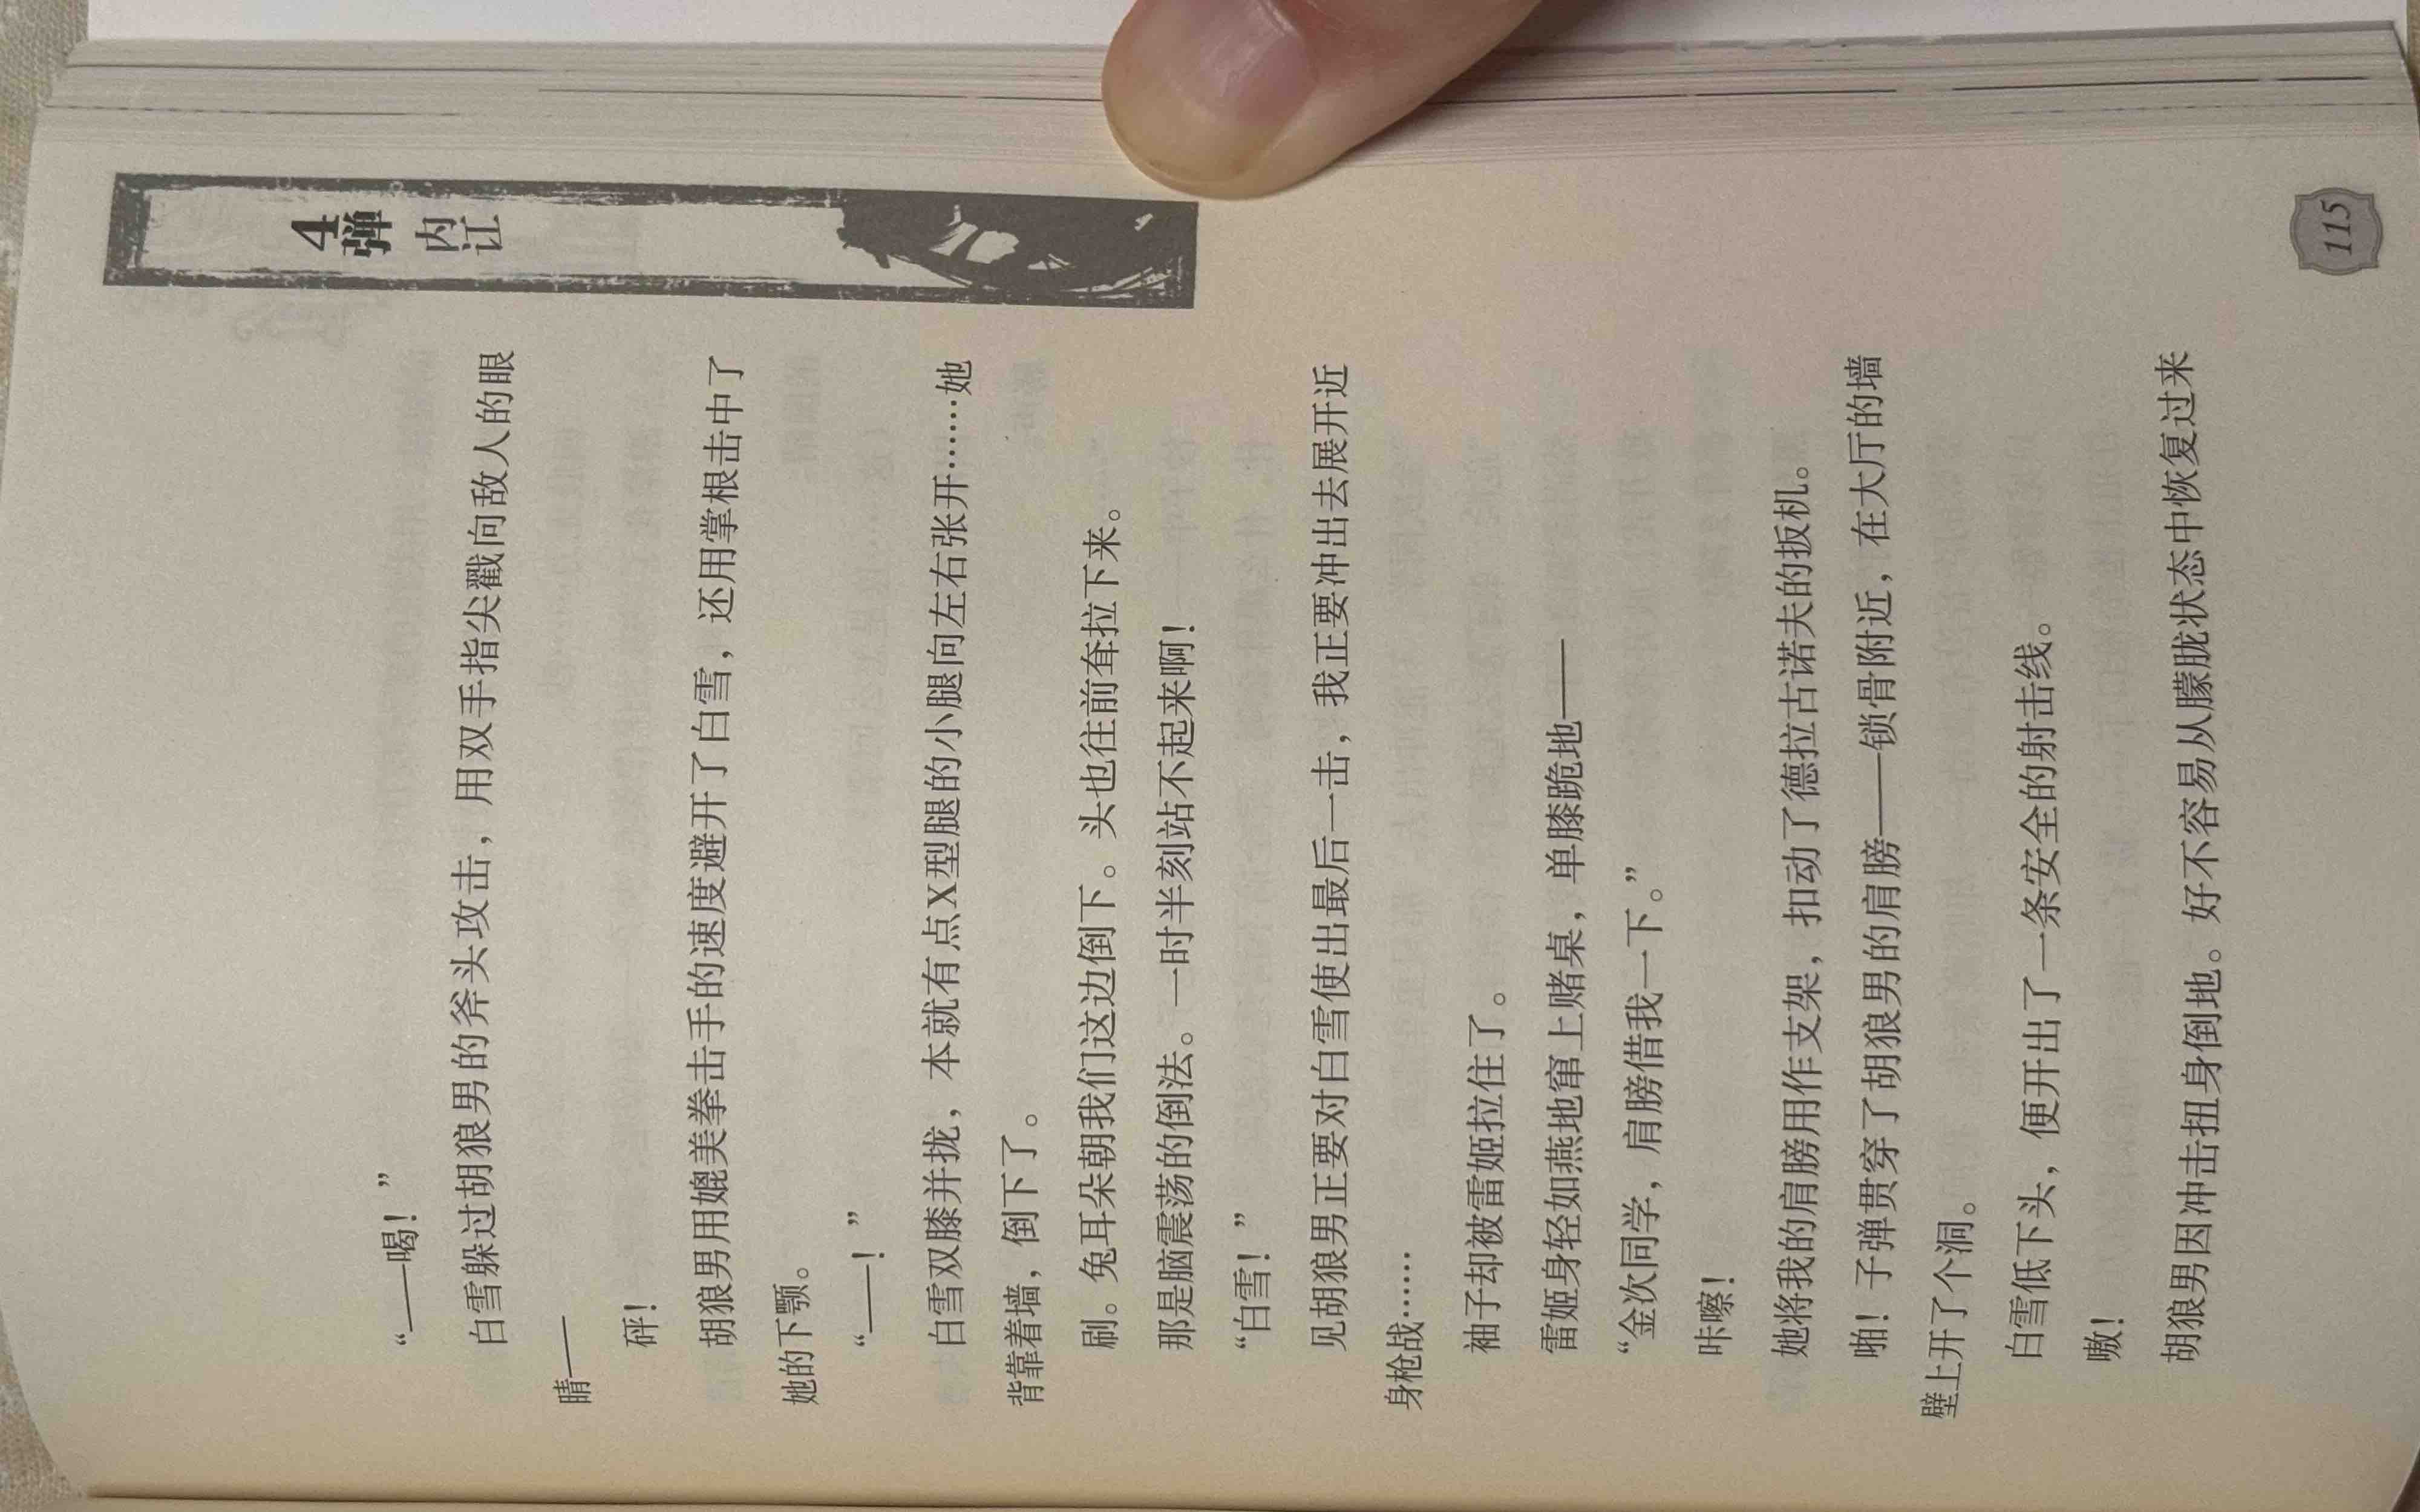 4弹 内讧
“——喝！”
白雪躲过胡狼男的斧头攻击，用双手指尖戳向敌人的眼
睛——
砰！
胡狼男用媲美拳击手的速度避开了白雪，还用掌根击中了
她的下颚。
“——！”
白雪双膝并拢，本就有点X型腿的小腿向左右张开……她
背靠着墙，倒下了。
刷。兔耳朵朝我们这边倒下。头也往前耷拉下来。
那是脑震荡的倒法。一时半刻站不起来啊！
“白雪！”
见胡狼男正要对白雪使出最后一击，我正要冲出去展开近
身枪战……
袖子却被雷姬拉住了。
雷姬身轻如燕地窜上赌桌，单膝跪地——
“金次同学，肩膀借我一下。”
咔嚓！
她将我的肩膀用作支架，扣动了德拉古诺夫的扳机。
啪！子弹贯穿了胡狼男的肩膀——锁骨附近，在大厅的墙
壁上开了个洞。
白雪低下头，便开出了一条安全的射击线。
嗷！
胡狼男因冲击扭身倒地。好不容易从朦胧状态中恢复过来
115